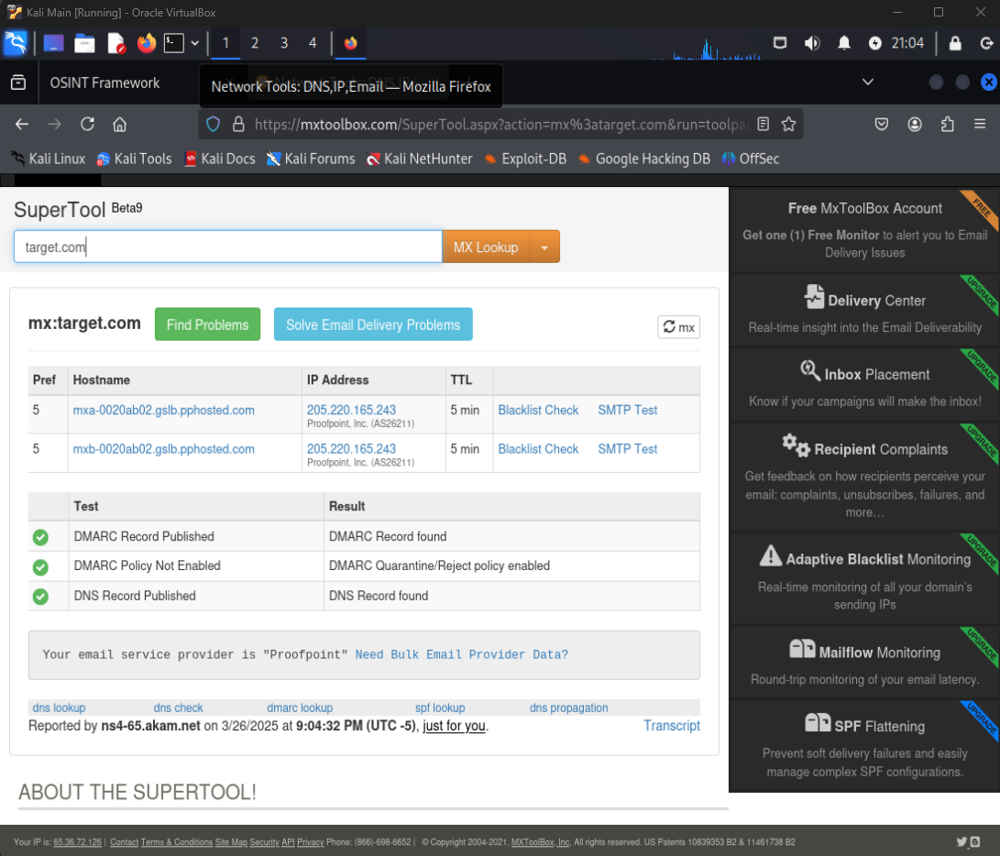 Kali Main [Running] - Oracle VirtualBox
1 2 3 4 21:04
OSINT Framework
Network Tools: DNS,IP,Email — Mozilla Firefox
https://mxtoolbox.com/SuperTool.aspx?action=mx%3atarget.com&run=toolpa
Kali Linux Kali Tools Kali Docs Kali Forums Kali NetHunter Exploit-DB Google Hacking DB OffSec
SuperTool Beta9
target.com MX Lookup
mx:target.com Find Problems Solve Email Delivery Problems mx
Pref Hostname IP Address TTL
5 mxa-0020ab02.gslb.pphosted.com 205.220.165.243 5 min Blacklist Check SMTP Test
Proofpoint, Inc. (AS26211)
5 mxb-0020ab02.gslb.pphosted.com 205.220.165.243 5 min Blacklist Check SMTP Test
Proofpoint, Inc. (AS26211)
Test Result
DMARC Record Published DMARC Record found
DMARC Policy Not Enabled DMARC Quarantine/Reject policy enabled
DNS Record Published DNS Record found
Your email service provider is "Proofpoint" Need Bulk Email Provider Data?
dns lookup dns check dmarc lookup spf lookup dns propagation
Reported by ns4-65.akam.net on 3/26/2025 at 9:04:32 PM (UTC -5), just for you. Transcript
ABOUT THE SUPERTOOL!
Free MxToolBox Account
FREE
Get one (1) Free Monitor to alert you to Email
Delivery Issues
Delivery Center
UPGRADE
Real-time insight into the Email Deliverability
Inbox Placement
UPGRADE
Know if your campaigns will make the inbox!
Recipient Complaints
UPGRADE
Get feedback on how recipients perceive your
email: complaints, unsubscribes, failures, and
more…
Adaptive Blacklist Monitoring
UPGRADE
Real-time monitoring of all your domain's
sending IPs
Mailflow Monitoring
UPGRADE
Round-trip monitoring of your email latency.
SPF Flattening
UPGRADE
Prevent soft delivery failures and easily
manage complex SPF configurations.
Your IP is: 65.36.72.126 | Contact Terms & Conditions Site Map Security API Privacy Phone: (866)-698-6652 | © Copyright 2004-2021, MXToolBox, Inc, All rights reserved. US Patents 10839353 B2 & 11461738 B2